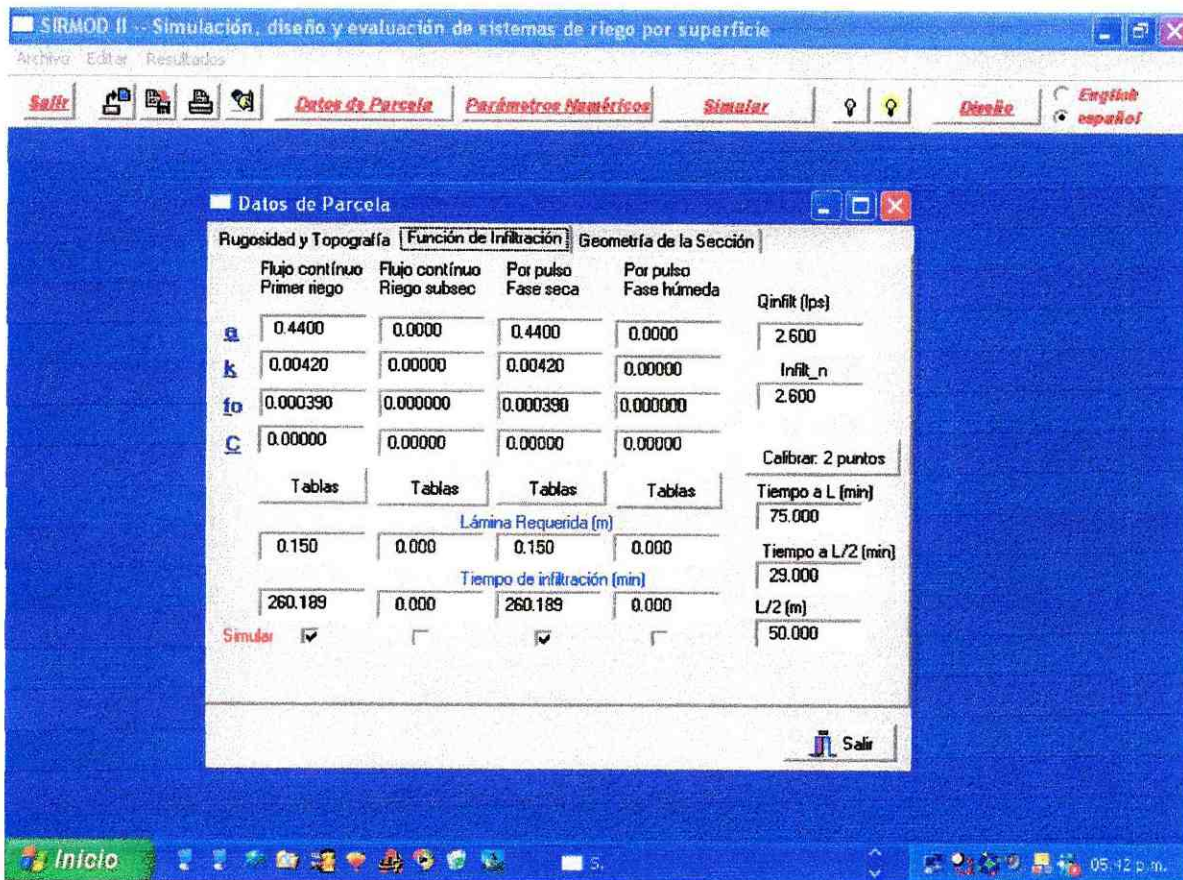 SIRMOD II -- Simulación, diseño y evaluación de sistemas de riego por superficie
Archivo Editar Resultados
Salir Datos de Parcela Parámetros Numéricos Simular Diseño English
español
Datos de Parcela
Rugosidad y Topografía Función de Infiltración Geometría de la Sección
Flujo contínuo Flujo contínuo Por pulso Por pulso
Primer riego Riego subsec Fase seca Fase húmeda
Qinfilt (lps)
a 0.4400 0.0000 0.4400 0.0000 2.600
k 0.00420 0.00000 0.00420 0.00000 Infilt_n
fo 0.000390 0.000000 0.000390 0.000000 2.600
C 0.00000 0.00000 0.00000 0.00000
Calibrar: 2 puntos
Tablas Tablas Tablas Tablas Tiempo a L (min)
75.000
Lámina Requerida (m)
0.150 0.000 0.150 0.000 Tiempo a L/2 (min)
Tiempo de infiltración (min) 29.000
260.189 0.000 260.189 0.000 L/2 (m)
Simular 50.000
Salir
Inicio S. 05:42 p.m.